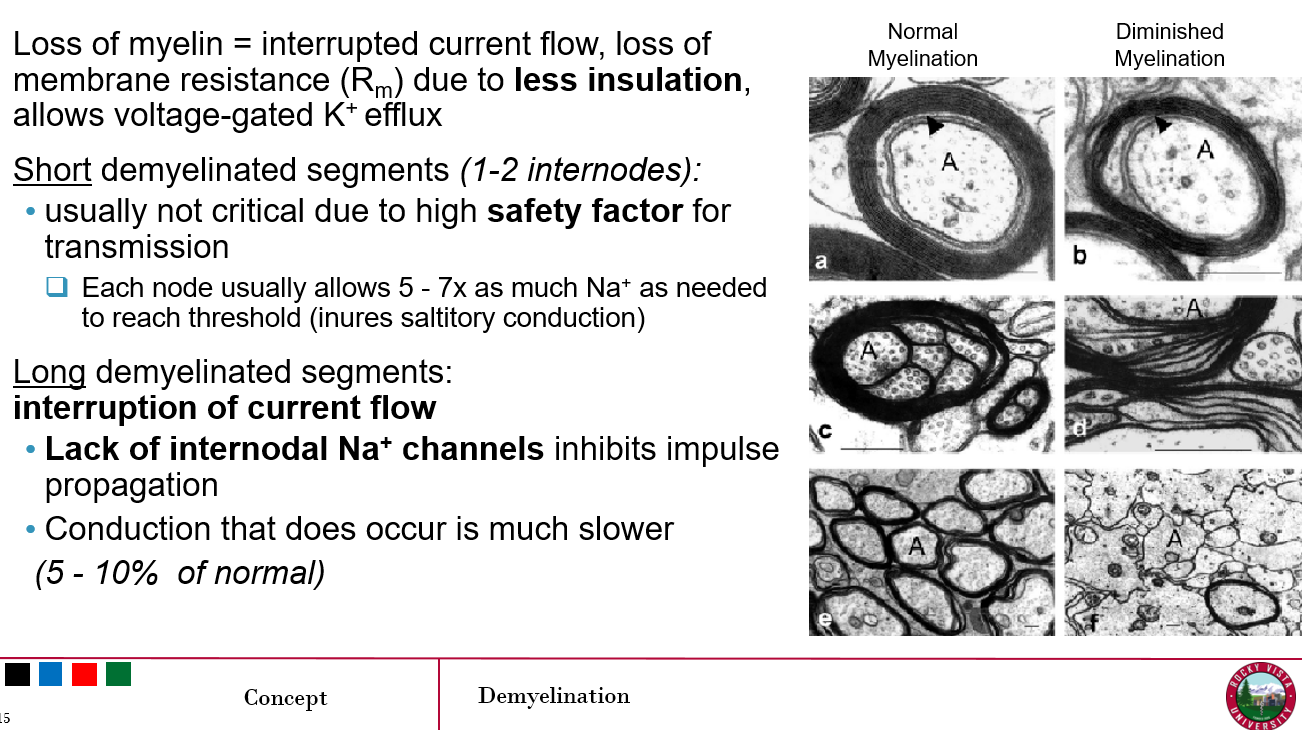 Loss of myelin = interrupted current flow, loss of
membrane resistance (Rm) due to less insulation,
allows voltage-gated K+ efflux
Short demyelinated segments (1-2 internodes):
• usually not critical due to high safety factor for
transmission
❑ Each node usually allows 5 - 7x as much Na+ as needed
to reach threshold (inures saltitory conduction)
Long demyelinated segments:
interruption of current flow
• Lack of internodal Na+ channels inhibits impulse
propagation
• Conduction that does occur is much slower
(5 - 10% of normal)
Normal
Myelination
Diminished
Myelination
A
a
A
b
A
c
A
d
A
e
A
f
15
Concept
Demyelination
ROCKY VISTA
UNIVERSITY